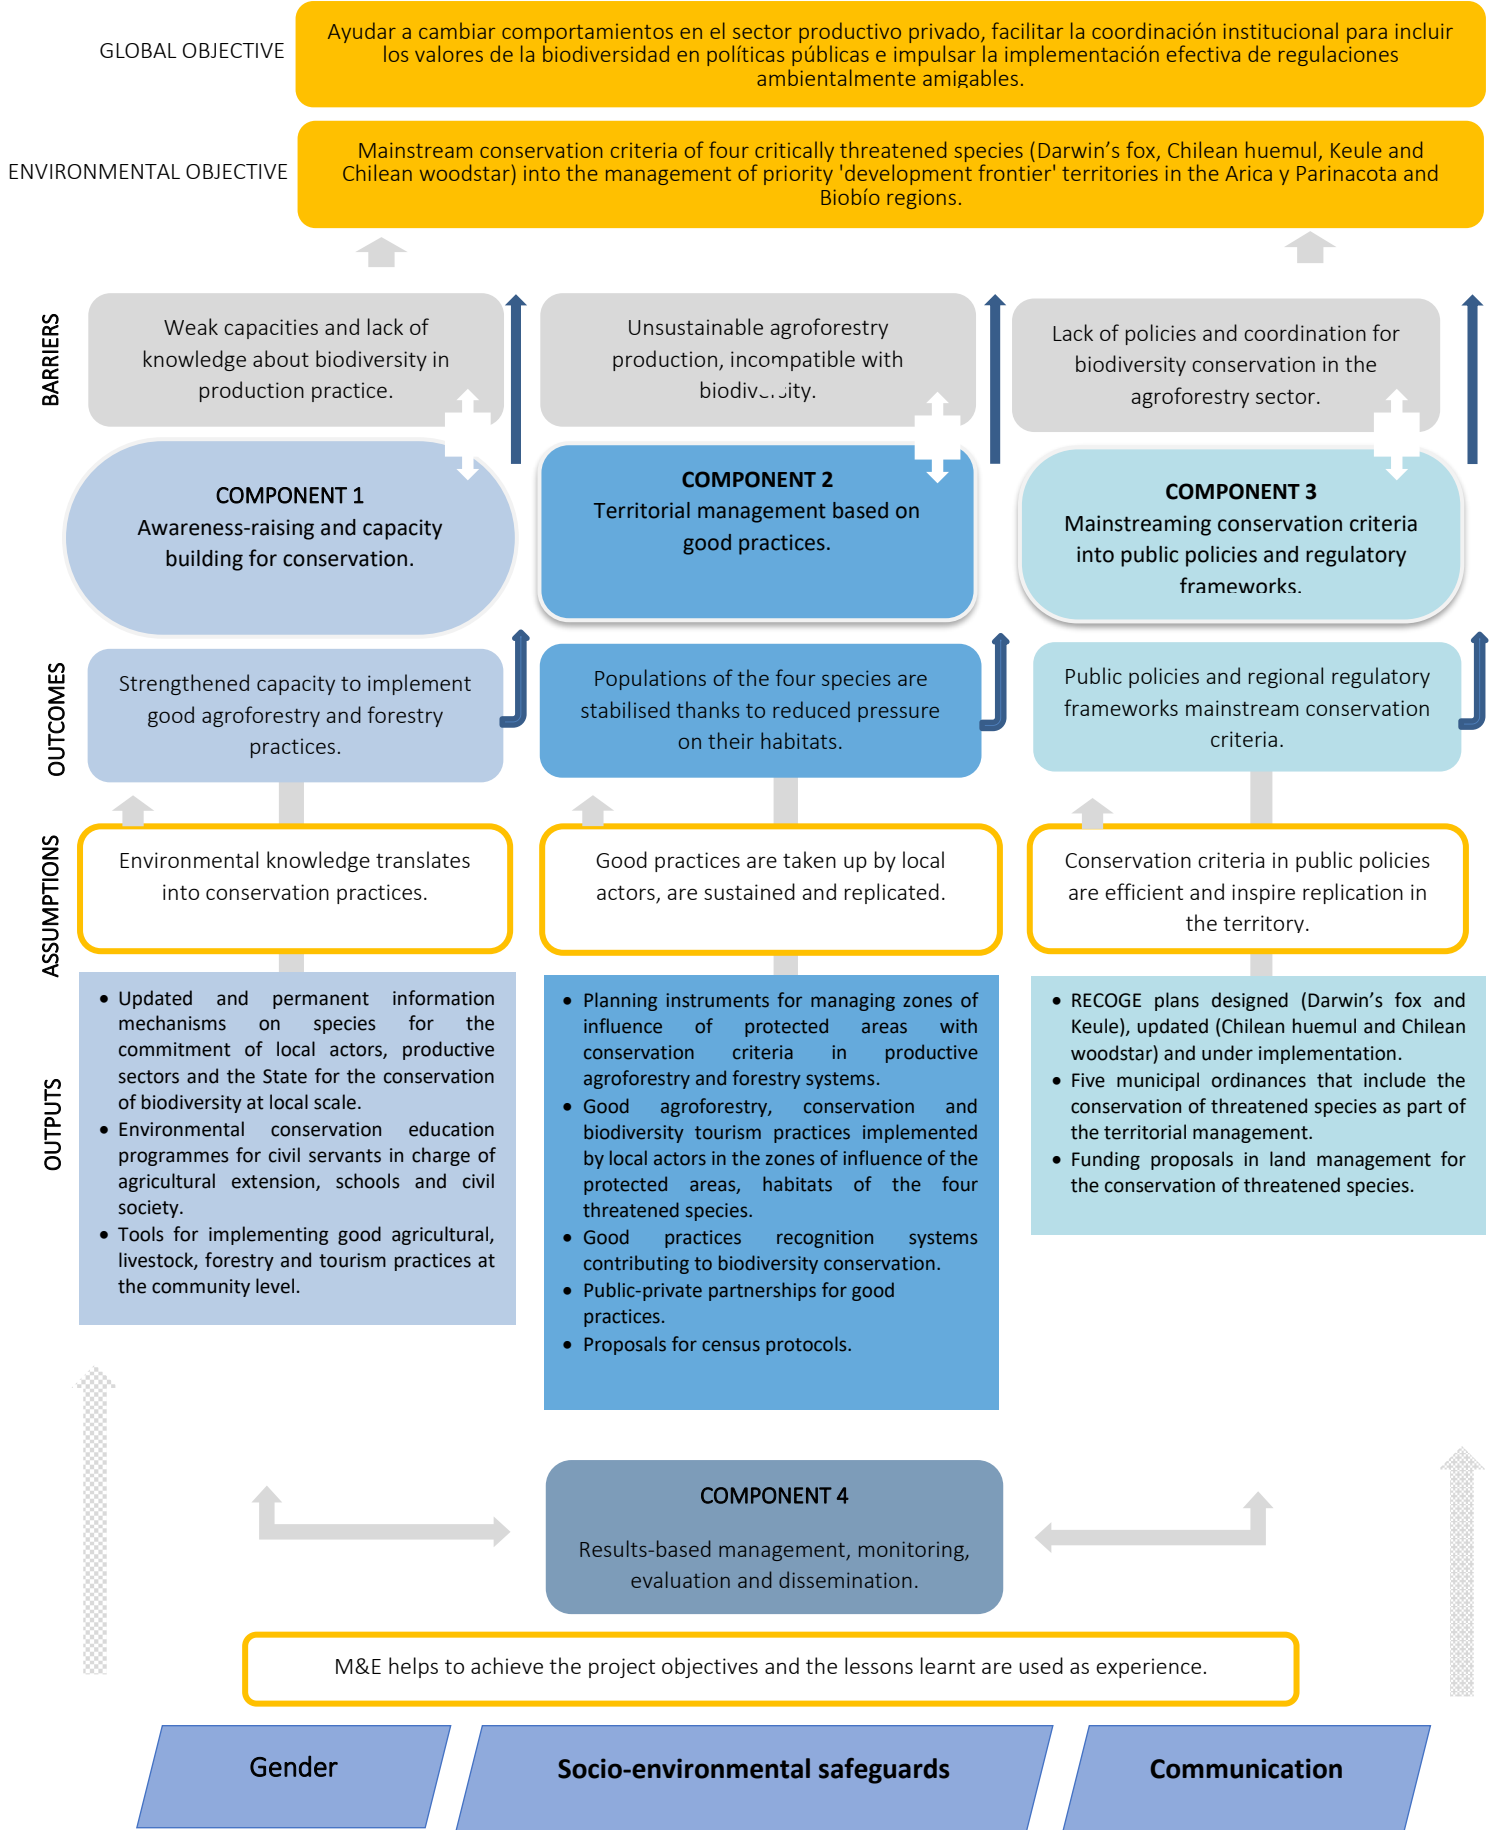 GLOBAL OBJECTIVE
Ayudar a cambiar comportamientos en el sector productivo privado, facilitar la coordinación institucional para incluir
los valores de la biodiversidad en políticas públicas e impulsar la implementación efectiva de regulaciones
ambientalmente amigables.
ENVIRONMENTAL OBJECTIVE
Mainstream conservation criteria of four critically threatened species (Darwin’s fox, Chilean huemul, Keule and
Chilean woodstar) into the management of priority 'development frontier' territories in the Arica y Parinacota and
Biobío regions.
BARRIERS
Weak capacities and lack of
knowledge about biodiversity in
production practice.
Unsustainable agroforestry
production, incompatible with
biodiversity.
Lack of policies and coordination for
biodiversity conservation in the
agroforestry sector.
COMPONENT 1
Awareness-raising and capacity
building for conservation.
COMPONENT 2
Territorial management based on
good practices.
COMPONENT 3
Mainstreaming conservation criteria
into public policies and regulatory
frameworks.
OUTCOMES
Strengthened capacity to implement
good agroforestry and forestry
practices.
Populations of the four species are
stabilised thanks to reduced pressure
on their habitats.
Public policies and regional regulatory
frameworks mainstream conservation
criteria.
ASSUMPTIONS
Environmental knowledge translates
into conservation practices.
Good practices are taken up by local
actors, are sustained and replicated.
Conservation criteria in public policies
are efficient and inspire replication in
the territory.
OUTPUTS
• Updated and permanent information
mechanisms on species for the
commitment of local actors, productive
sectors and the State for the conservation
of biodiversity at local scale.
• Environmental conservation education
programmes for civil servants in charge of
agricultural extension, schools and civil
society.
• Tools for implementing good agricultural,
livestock, forestry and tourism practices at
the community level.
• Planning instruments for managing zones of
influence of protected areas with
conservation criteria in productive
agroforestry and forestry systems.
• Good agroforestry, conservation and
biodiversity tourism practices implemented
by local actors in the zones of influence of the
protected areas, habitats of the four
threatened species.
• Good practices recognition systems
contributing to biodiversity conservation.
• Public-private partnerships for good
practices.
• Proposals for census protocols.
• RECOGE plans designed (Darwin’s fox and
Keule), updated (Chilean huemul and Chilean
woodstar) and under implementation.
• Five municipal ordinances that include the
conservation of threatened species as part of
the territorial management.
• Funding proposals in land management for
the conservation of threatened species.
COMPONENT 4
Results-based management, monitoring,
evaluation and dissemination.
M&E helps to achieve the project objectives and the lessons learnt are used as experience.
Gender
Socio-environmental safeguards
Communication